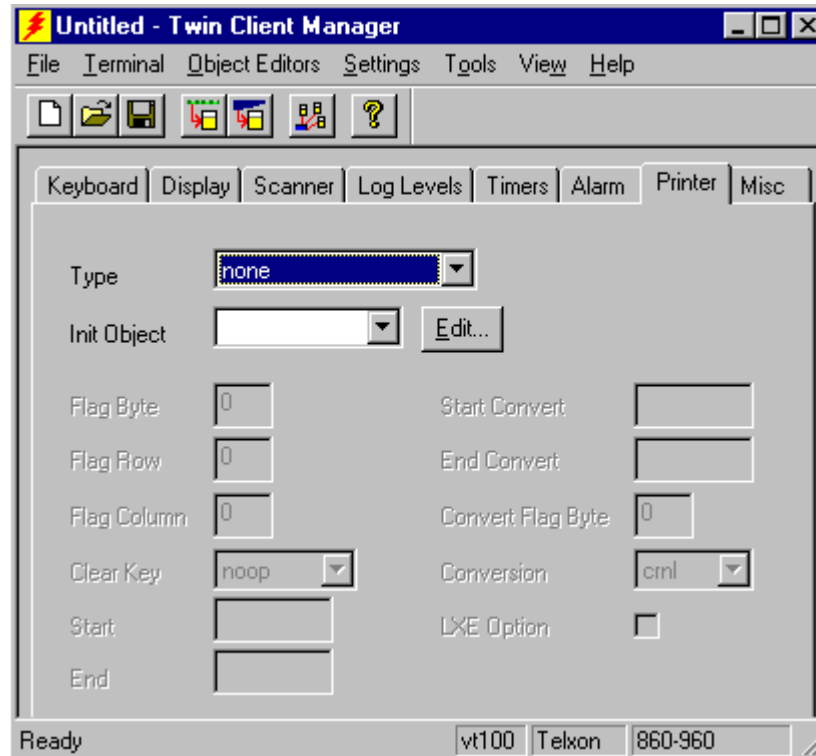 Untitled - Twin Client Manager
File Terminal Object Editors Settings Tools View Help
Keyboard Display Scanner Log Levels Timers Alarm Printer Misc
Type none
Init Object Edit...
Flag Byte 0 Start Convert
Flag Row 0 End Convert
Flag Column 0 Convert Flag Byte 0
Clear Key noop Conversion crnl
Start LXE Option
End
Ready vt100 Telxon 860-960